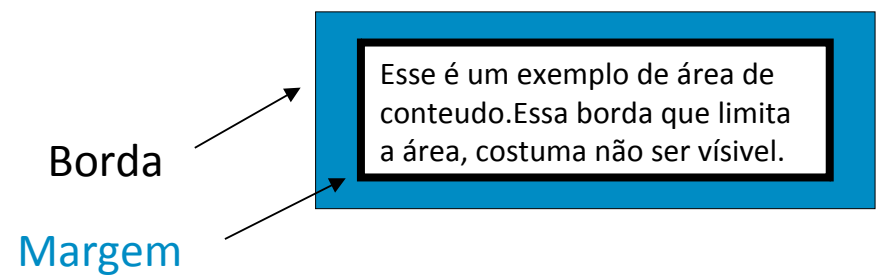 Esse é um exemplo de área de
conteudo.Essa borda que limita
a área, costuma não ser vísivel.
Borda
Margem